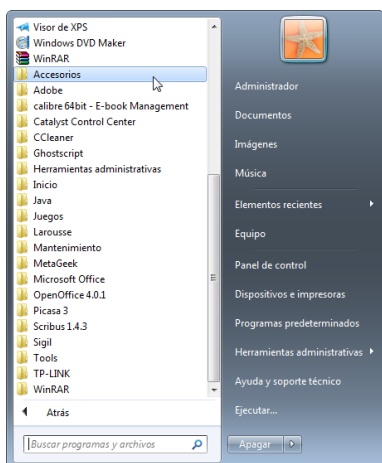 Visor de XPS
Windows DVD Maker
WinRAR
Accesorios
Adobe
calibre 64bit - E-book Management
Catalyst Control Center
CCleaner
Ghostscript
Herramientas administrativas
Inicio
Java
Juegos
Larousse
Mantenimiento
MetaGeek
Microsoft Office
OpenOffice 4.0.1
Picasa 3
Scribus 1.4.3
Sigil
Tools
TP-LINK
WinRAR
Atrás
Buscar programas y archivos
Administrador
Documentos
Imágenes
Música
Elementos recientes
Equipo
Panel de control
Dispositivos e impresoras
Programas predeterminados
Herramientas administrativas
Ayuda y soporte técnico
Ejecutar...
Apagar